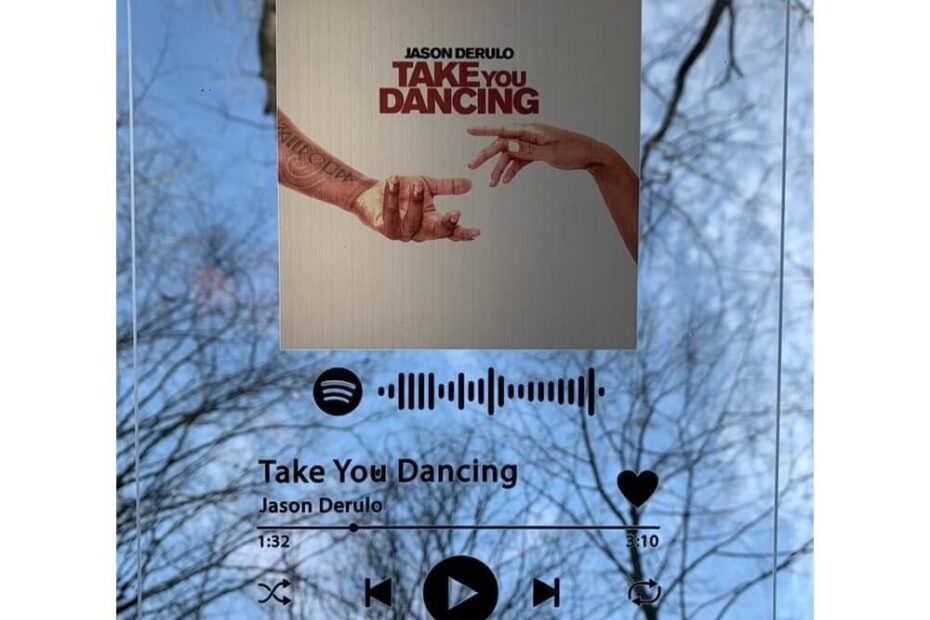 JASON DERULO
TAKE YOU
DANCING
Take You Dancing
Jason Derulo
1:32 3:10